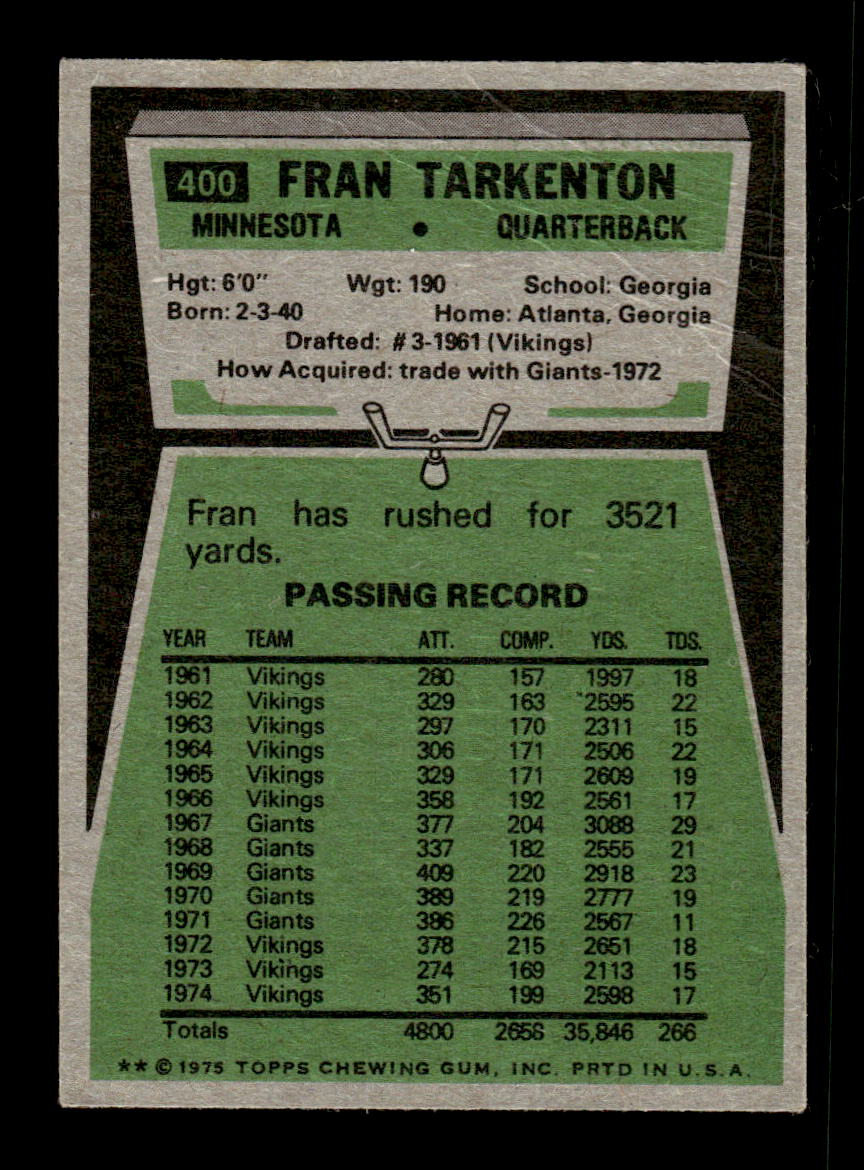 400 FRAN TARKENTON
MINNESOTA • QUARTERBACK
Hgt: 6'0" Wgt: 190 School: Georgia
Born: 2-3-40 Home: Atlanta, Georgia
Drafted: #3-1961 (Vikings)
How Acquired: trade with Giants-1972
Fran has rushed for 3521
yards.
PASSING RECORD
YEAR TEAM ATT. COMP. YDS. TDS.
1961 Vikings 280 157 1997 18
1962 Vikings 329 163 2595 22
1963 Vikings 297 170 2311 15
1964 Vikings 306 171 2506 22
1965 Vikings 329 171 2609 19
1966 Vikings 358 192 2561 17
1967 Giants 377 204 3088 29
1968 Giants 337 182 2555 21
1969 Giants 409 220 2918 23
1970 Giants 389 219 2777 19
1971 Giants 386 226 2567 11
1972 Vikings 378 215 2651 18
1973 Vikings 274 169 2113 15
1974 Vikings 351 199 2598 17
Totals 4800 2658 35,846 266
** © 1975 TOPPS CHEWING GUM, INC. PRTD IN U.S.A.